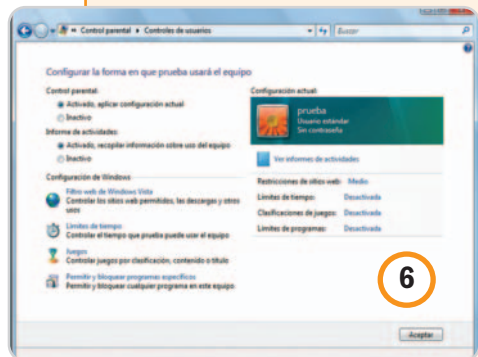 « Control parental ▸ Controles de usuarios
Buscar
Configurar la forma en que prueba usará el equipo
Control parental:
Activado, aplicar configuración actual
Inactivo
Informe de actividades:
Activado, recopilar información sobre uso del equipo
Inactivo
Configuración de Windows
Filtro web de Windows Vista
Controlar los sitios web permitidos, las descargas y otros
usos
Límites de tiempo
Controlar el tiempo que prueba puede usar el equipo
Juegos
Controlar juegos por clasificación, contenido o título
Permitir y bloquear programas específicos
Permitir y bloquear cualquier programa en este equipo.
Configuración actual:
prueba
Usuario estándar
Sin contraseña
Ver informes de actividades
Restricciones de sitios web: Medio
Límites de tiempo: Desactivada
Clasificaciones de juegos: Desactivada
Límites de programas: Desactivada
6
Aceptar